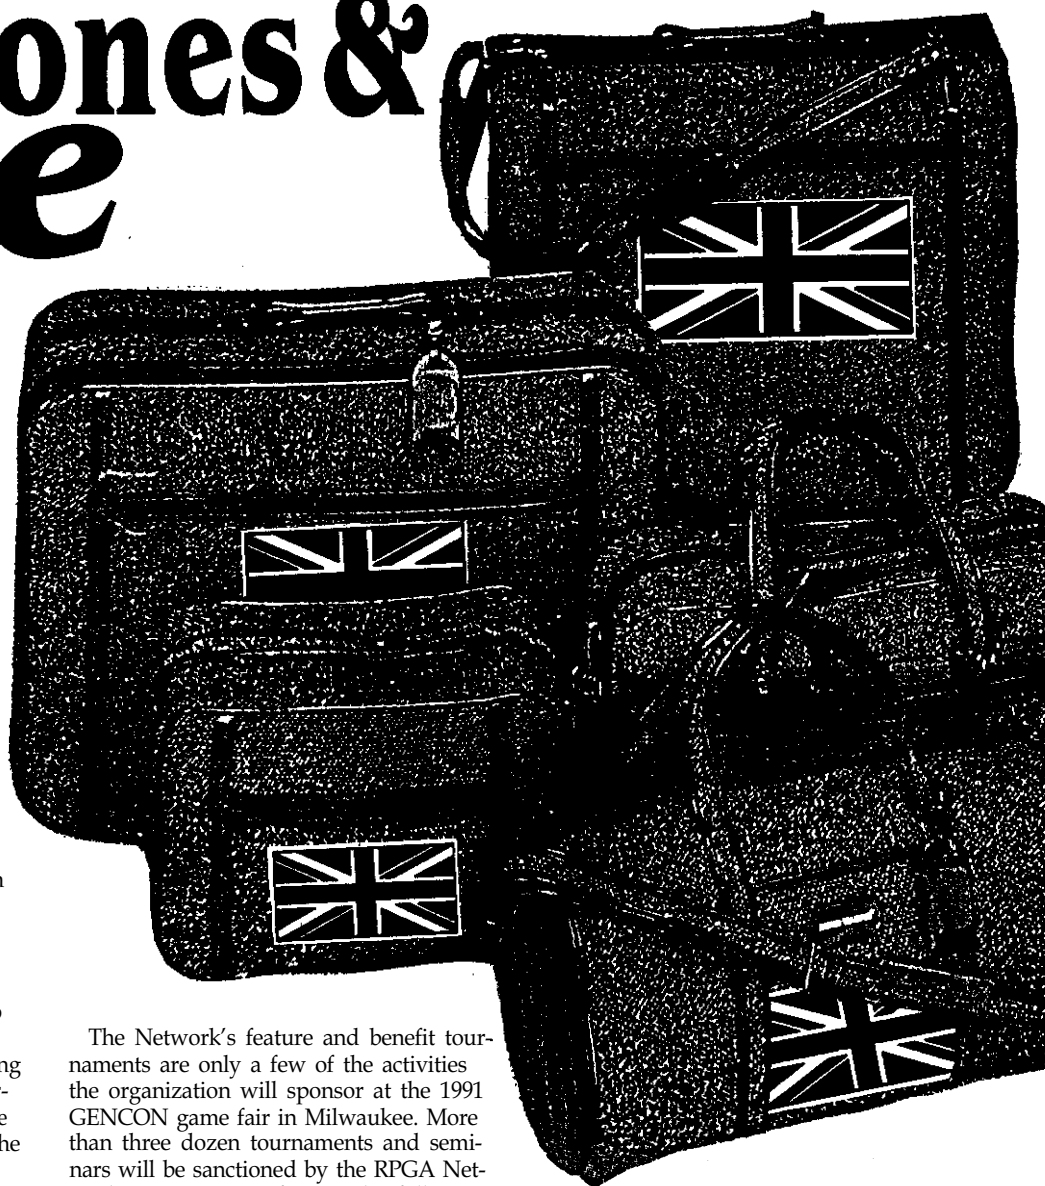 ones &
e
The Network's feature and benefit tour-
naments are only a few of the activities
the organization will sponsor at the 1991
GENCON game fair in Milwaukee. More
than three dozen tournaments and semi-
nars will be sanctioned by the RPGA Net-